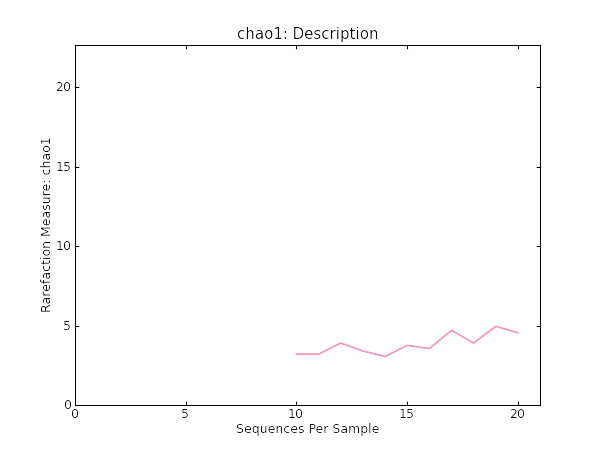 chao1: Description
Rarefaction Measure: chao1
20
15
10
5
0
0 5 10 15 20
Sequences Per Sample